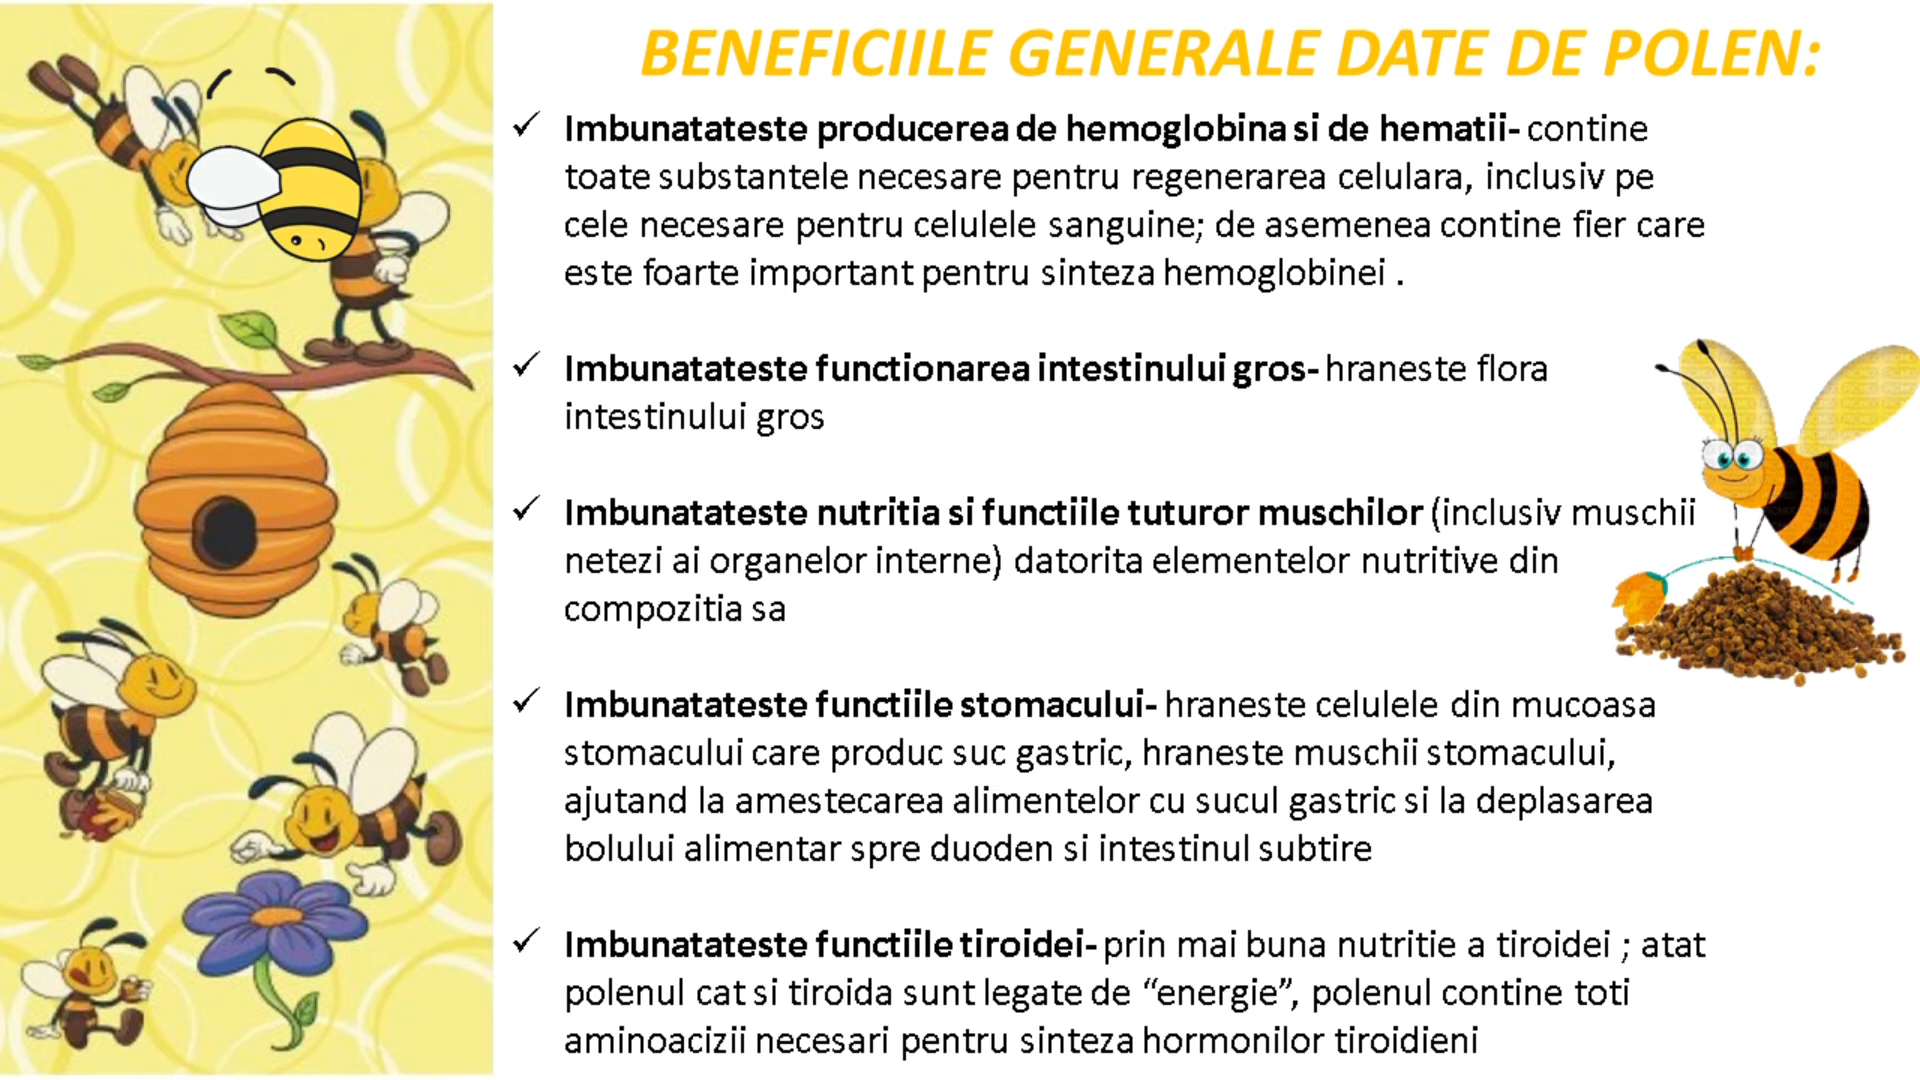 BENEFICIILE GENERALE DATE DE POLEN:
✓ Imbunatateste producerea de hemoglobina si de hematii- contine
toate substantele necesare pentru regenerarea celulara, inclusiv pe
cele necesare pentru celulele sanguine; de asemenea contine fier care
este foarte important pentru sinteza hemoglobinei .
✓ Imbunatateste functionarea intestinului gros- hraneste flora
intestinului gros
✓ Imbunatateste nutritia si functiile tuturor muschilor (inclusiv muschii
netezi ai organelor interne) datorita elementelor nutritive din
compozitia sa
✓ Imbunatateste functiile stomacului- hraneste celulele din mucoasa
stomacului care produc suc gastric, hraneste muschii stomacului,
ajutand la amestecarea alimentelor cu sucul gastric si la deplasarea
bolului alimentar spre duoden si intestinul subtire
✓ Imbunatateste functiile tiroidei- prin mai buna nutritie a tiroidei ; atat
polenul cat si tiroida sunt legate de “energie”, polenul contine toti
aminoacizii necesari pentru sinteza hormonilor tiroidieni